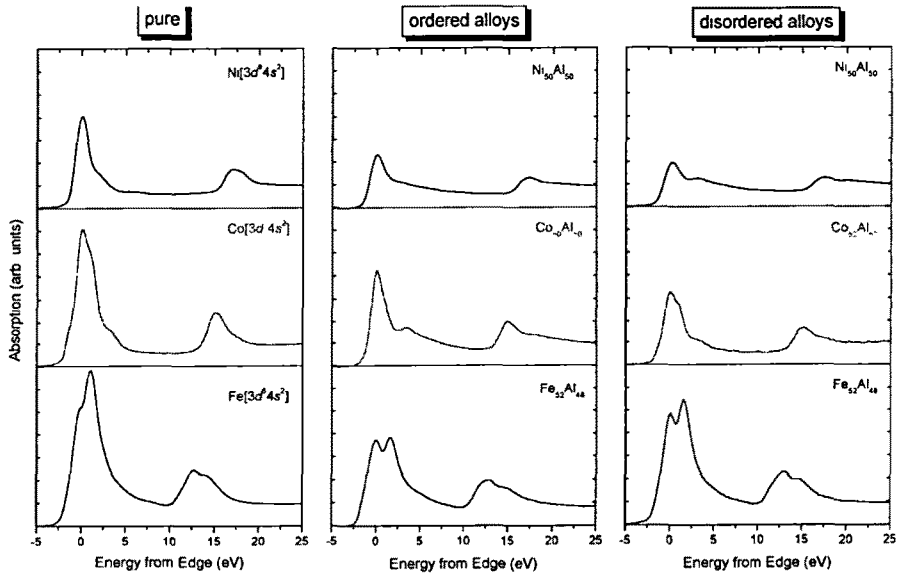 pure
ordered alloys
disordered alloys
Ni[3d⁸4s²]
Ni₅₀Al₅₀
Ni₅₀Al₅₀
Co[3d 4s²]
Fe[3d⁶4s²]
Fe₅₂Al₄₈
Fe₅₂Al₄₈
Absorption (arb units)
-5 0 5 10 15 20 25
-5 0 5 10 15 20 25
-5 0 5 10 15 20 25
Energy from Edge (eV)
Energy from Edge (eV)
Energy from Edge (eV)